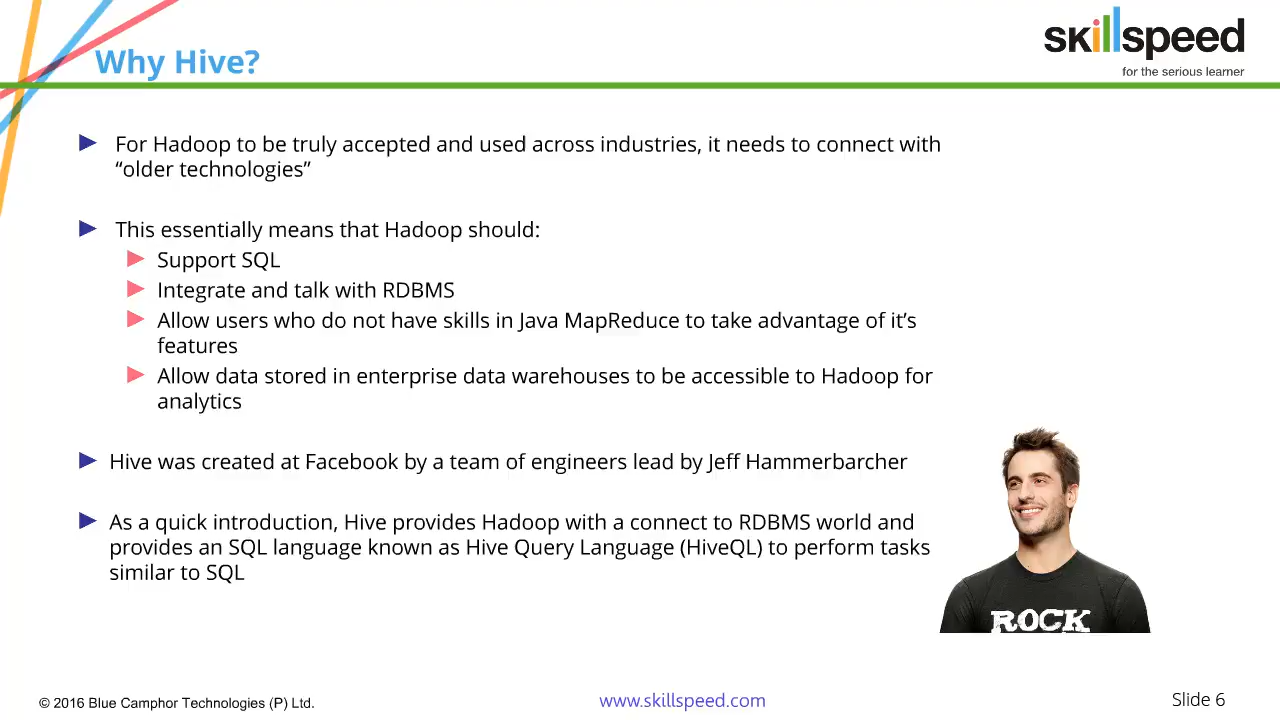 Why Hive?
skillspeed
for the serious learner
For Hadoop to be truly accepted and used across industries, it needs to connect with
“older technologies”
This essentially means that Hadoop should:
Support SQL
Integrate and talk with RDBMS
Allow users who do not have skills in Java MapReduce to take advantage of it’s
features
Allow data stored in enterprise data warehouses to be accessible to Hadoop for
analytics
Hive was created at Facebook by a team of engineers lead by Jeff Hammerbarcher
As a quick introduction, Hive provides Hadoop with a connect to RDBMS world and
provides an SQL language known as Hive Query Language (HiveQL) to perform tasks
similar to SQL
ROCK
© 2016 Blue Camphor Technologies (P) Ltd.
www.skillspeed.com
Slide 6